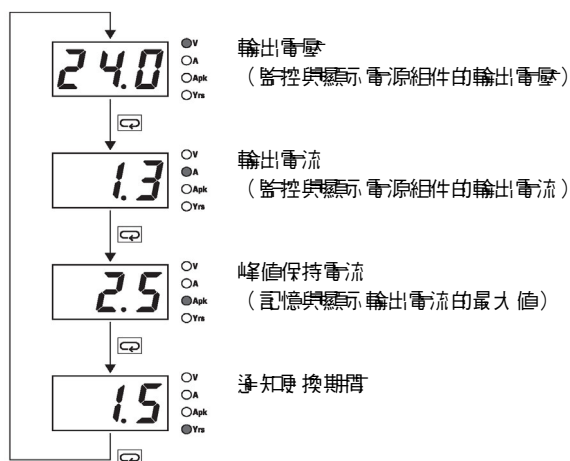 24.0
V
A
Apk
Yrs
輸出電壓
（監控與顯示電源組件的輸出電壓）
1.3
V
A
Apk
Yrs
輸出電流
（監控與顯示電源組件的輸出電流）
2.5
V
A
Apk
Yrs
峰值保持電流
（記憶與顯示輸出電流的最大值）
1.5
V
A
Apk
Yrs
通知更換期間